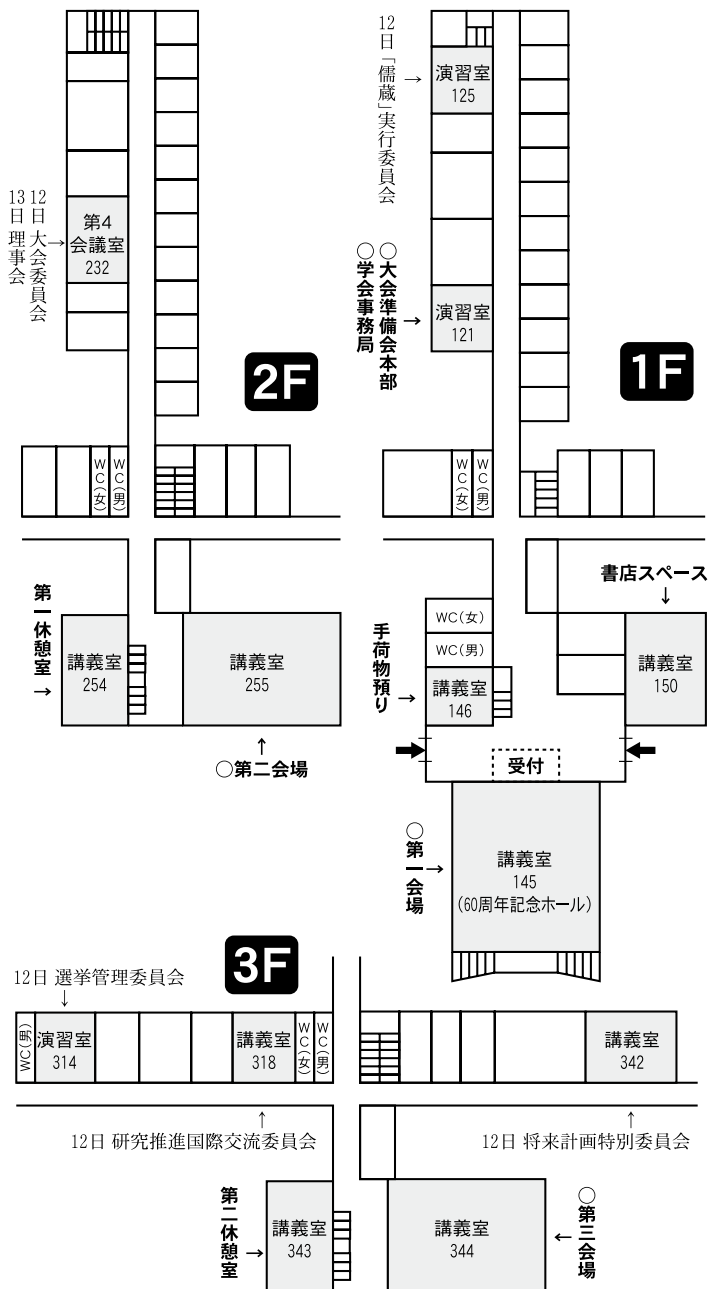 2F
第4
会議室
232
12日 大会委員会
13日 理事会
→
WC(女)
WC(男)
第一休憩室
→
講義室
254
講義室
255
↑
○第二会場
1F
12日「儒蔵」実行委員会
→
演習室
125
○大会準備会本部
○学会事務局
→
演習室
121
WC(女)
WC(男)
書店スペース
↓
講義室
150
WC(女)
WC(男)
手荷物預り
→
講義室
146
受付
○第一会場
→
講義室
145
(60周年記念ホール)
3F
12日 選挙管理委員会
↓
WC(男)
演習室
314
講義室
318
WC(女)
WC(男)
講義室
342
↑
12日 研究推進国際交流委員会
↑
12日 将来計画特別委員会
第二休憩室
→
講義室
343
講義室
344
←
○第三会場